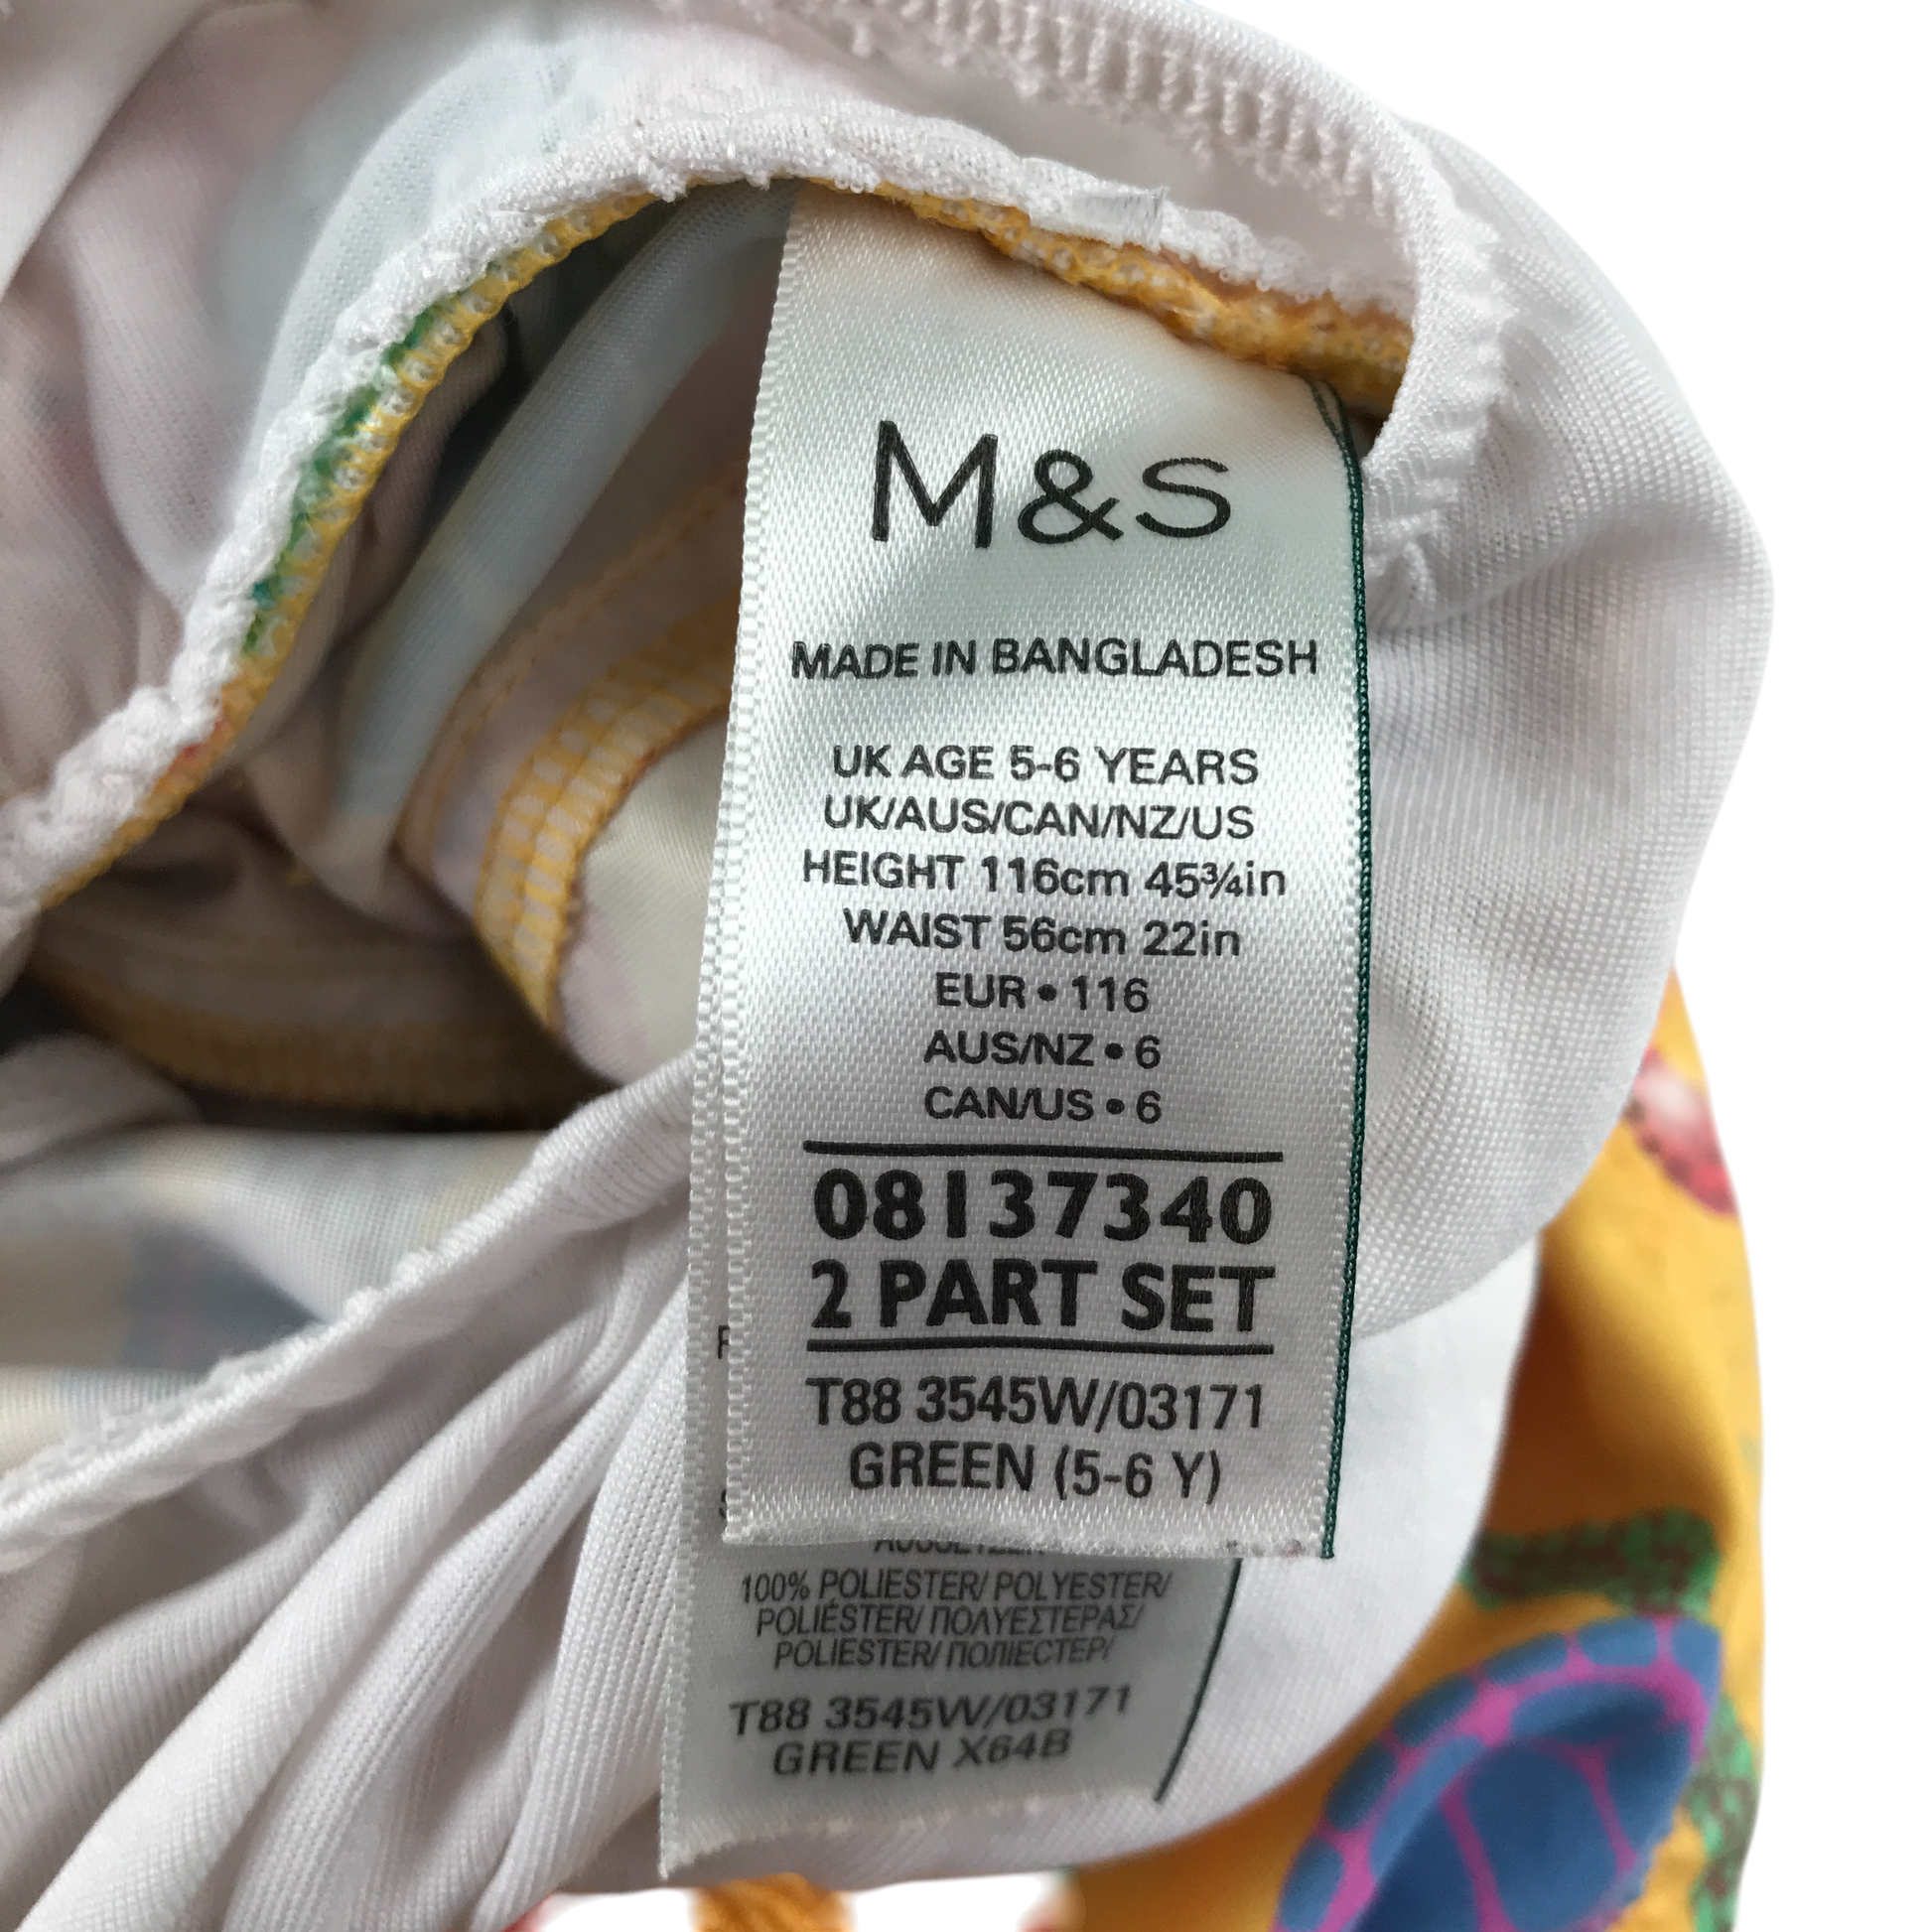 M&S
MADE IN BANGLADESH
UK AGE 5-6 YEARS
UK/AUS/CAN/NZ/US
HEIGHT 116cm 45¾in
WAIST 56cm 22in
EUR • 116
AUS/NZ • 6
CAN/US • 6
08137340
2 PART SET
T88 3545W/03171
GREEN (5-6 Y)
100% POLIESTER/ POLYESTER/
POLIÉSTER/ ΠΟΛΥΕΣΤΕΡΑΣ/
POLIESTER/ ПОЛІЕСТЕР/
T88 3545W/03171
GREEN X64B